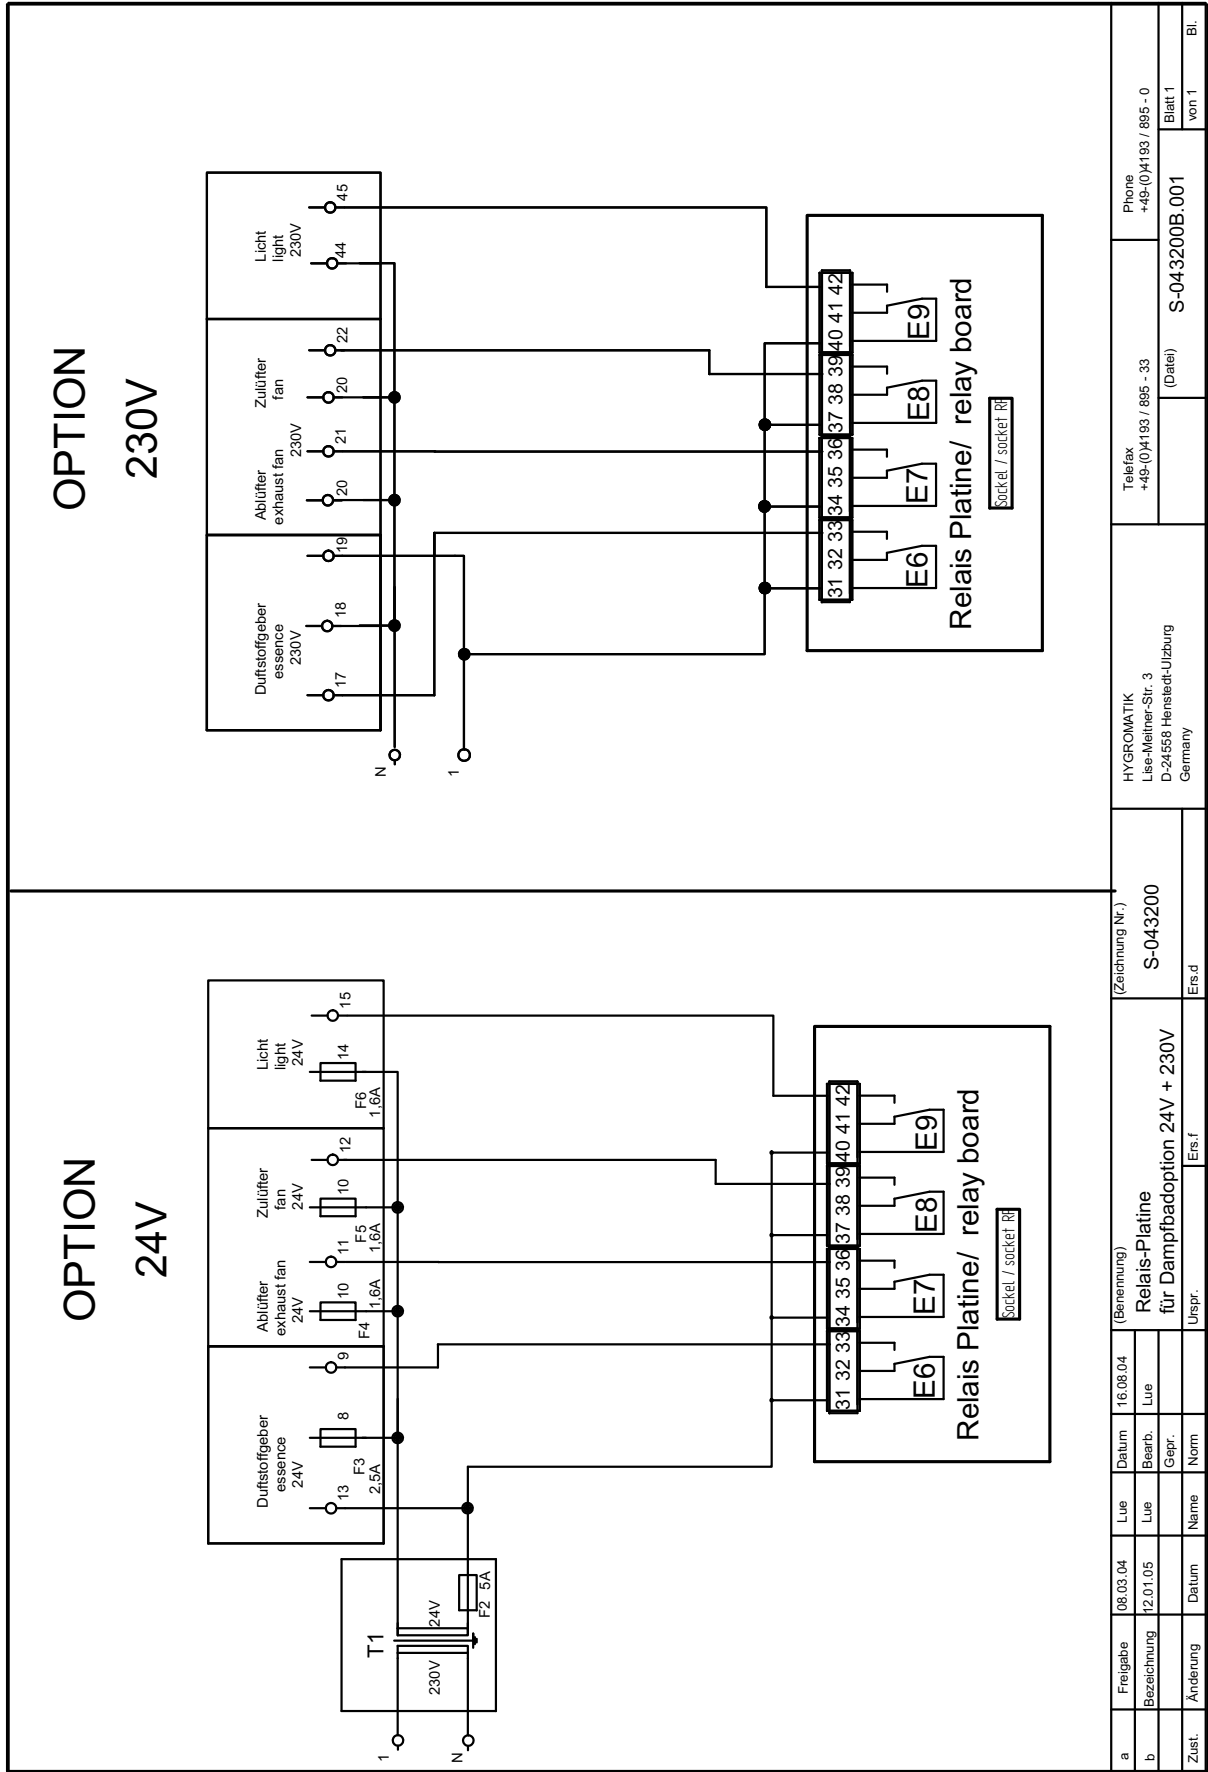 OPTION
24V
T1
230V
24V
F2 5A
1
N
Duftstoffgeber
essence
24V
13
F3
2,5A
8
9
Ablüfter
exhaust fan
24V
F4
1,6A
10
11
Zulüfter
fan
24V
F5
1,6A
10
12
Licht
light
24V
F6
1,6A
14
15
31 32 33 34 35 36 37 38 39 40 41 42
E6
E7
E8
E9
Relais Platine/ relay board
Sockel / socket RP
OPTION
230V
N
1
Duftstoffgeber
essence
230V
17
18
19
Ablüfter
exhaust fan
230V
20
21
Zulüfter
fan
20
22
Licht
light
230V
44
45
31 32 33 34 35 36 37 38 39 40 41 42
E6
E7
E8
E9
Relais Platine/ relay board
Sockel / socket RP
a Freigabe 08.03.04 Lue Datum 16.08.04
b Bezeichnung 12.01.05 Lue Bearb. Lue
Gepr.
Zust. Änderung Datum Name Norm
(Benennung)
Relais-Platine
für Dampfbadoption 24V + 230V
Urspr. Ers.f Ers.d
(Zeichnung Nr.)
S-043200
HYGROMATIK
Lise-Meitner-Str. 3
D-24558 Henstedt-Ulzburg
Germany
Telefax
+49-(0)4193 / 895 - 33
Phone
+49-(0)4193 / 895 - 0
(Datei)
S-043200B.001
Blatt 1
von 1 Bl.